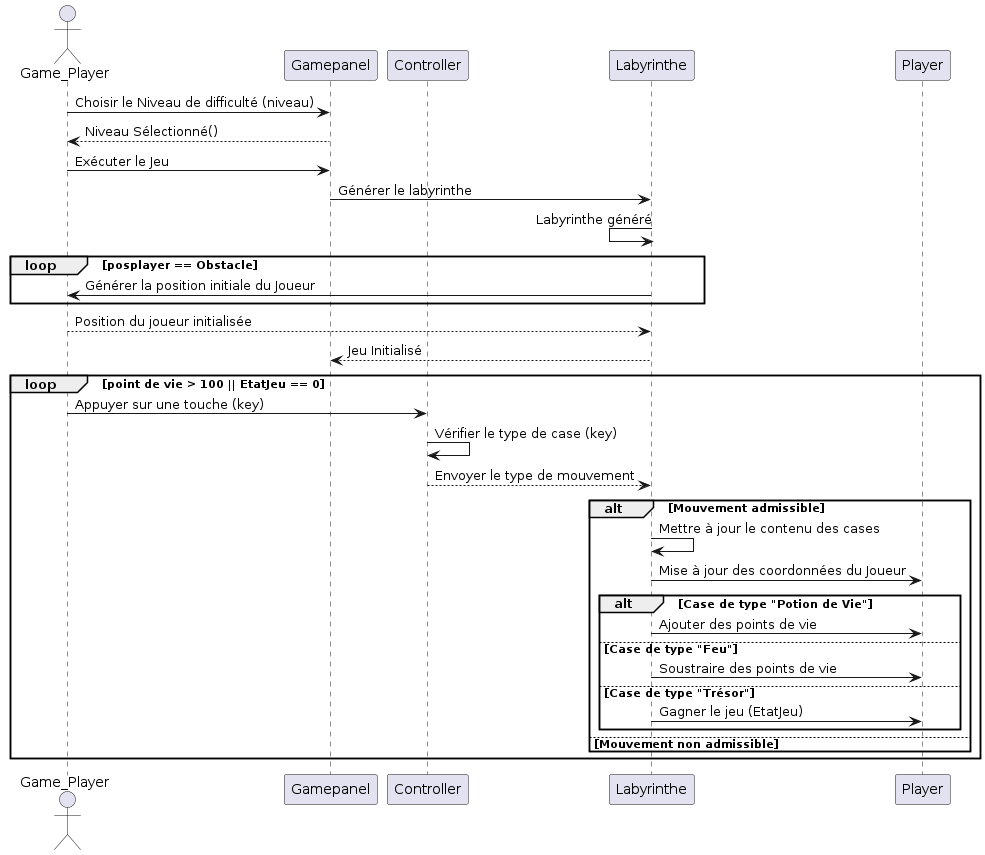 Game_Player
Gamepanel
Controller
Labyrinthe
Player
Choisir le Niveau de difficulté (niveau)
Niveau Sélectionné()
Exécuter le Jeu
Générer le labyrinthe
Labyrinthe généré
loop [posplayer == Obstacle]
Générer la position initiale du Joueur
Position du joueur initialisée
Jeu Initialisé
loop [point de vie > 100 || EtatJeu == 0]
Appuyer sur une touche (key)
Vérifier le type de case (key)
Envoyer le type de mouvement
alt [Mouvement admissible]
Mettre à jour le contenu des cases
Mise à jour des coordonnées du Joueur
alt [Case de type "Potion de Vie"]
Ajouter des points de vie
[Case de type "Feu"]
Soustraire des points de vie
[Case de type "Trésor"]
Gagner le jeu (EtatJeu)
[Mouvement non admissible]
Game_Player
Gamepanel
Controller
Labyrinthe
Player